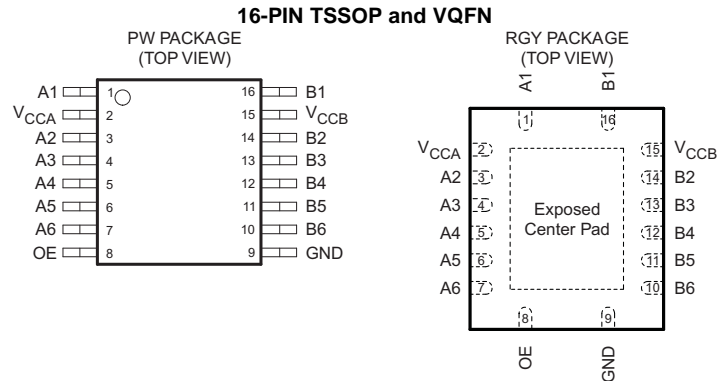 16-PIN TSSOP and VQFN
PW PACKAGE
(TOP VIEW)
A1 1 16 B1
VCCA 2 15 VCCB
A2 3 14 B2
A3 4 13 B3
A4 5 12 B4
A5 6 11 B5
A6 7 10 B6
OE 8 9 GND
RGY PACKAGE
(TOP VIEW)
A1 B1
1 16
VCCA 2 15 VCCB
A2 3 14 B2
A3 4 13 B3
A4 5 12 B4
A5 6 11 B5
A6 7 10 B6
Exposed
Center Pad
8 9
OE GND